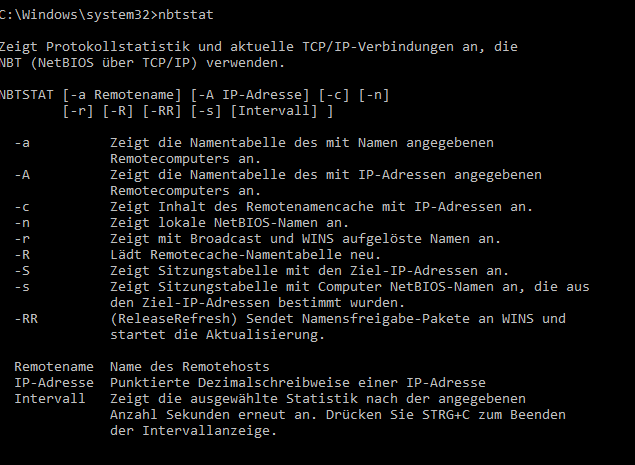 C:\Windows\system32>nbtstat
Zeigt Protokollstatistik und aktuelle TCP/IP-Verbindungen an, die
NBT (NetBIOS über TCP/IP) verwenden.
NBTSTAT [-a Remotename] [-A IP-Adresse] [-c] [-n]
[-r] [-R] [-RR] [-s] [Intervall] ]
-a Zeigt die Namentabelle des mit Namen angegebenen
Remotecomputers an.
-A Zeigt die Namentabelle des mit IP-Adressen angegebenen
Remotecomputers an.
-c Zeigt Inhalt des Remotenamencache mit IP-Adressen an.
-n Zeigt lokale NetBIOS-Namen an.
-r Zeigt mit Broadcast und WINS aufgelöste Namen an.
-R Lädt Remotecache-Namentabelle neu.
-S Zeigt Sitzungstabelle mit den Ziel-IP-Adressen an.
-s Zeigt Sitzungstabelle mit Computer NetBIOS-Namen an, die aus
den Ziel-IP-Adressen bestimmt wurden.
-RR (ReleaseRefresh) Sendet Namensfreigabe-Pakete an WINS und
startet die Aktualisierung.
Remotename Name des Remotehosts
IP-Adresse Punktierte Dezimalschreibweise einer IP-Adresse
Intervall Zeigt die ausgewählte Statistik nach der angegebenen
Anzahl Sekunden erneut an. Drücken Sie STRG+C zum Beenden
der Intervallanzeige.